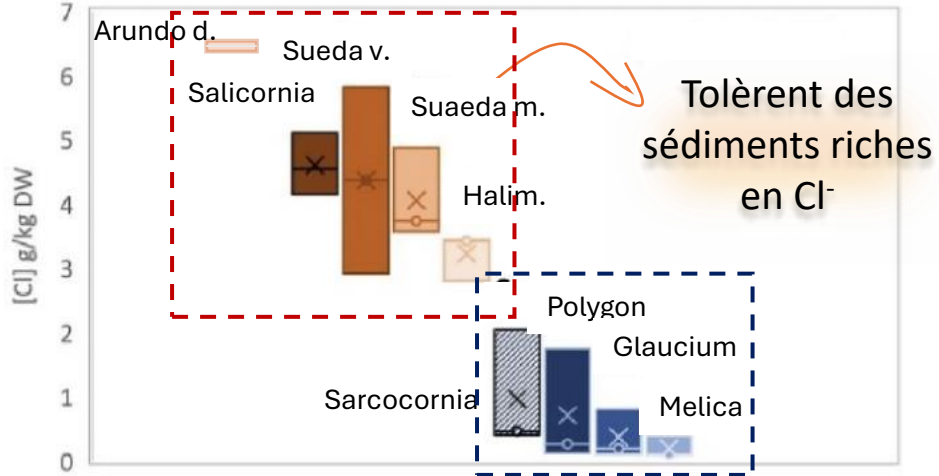 7
Arundo d.
Sueda v.
6
Salicornia
Suaeda m.
Tolèrent des
sédiments riches
en Cl-
5
4
Halim.
[Cl] g/kg DW
3
2
Polygon
Glaucium
1
Sarcocornia
Melica
0